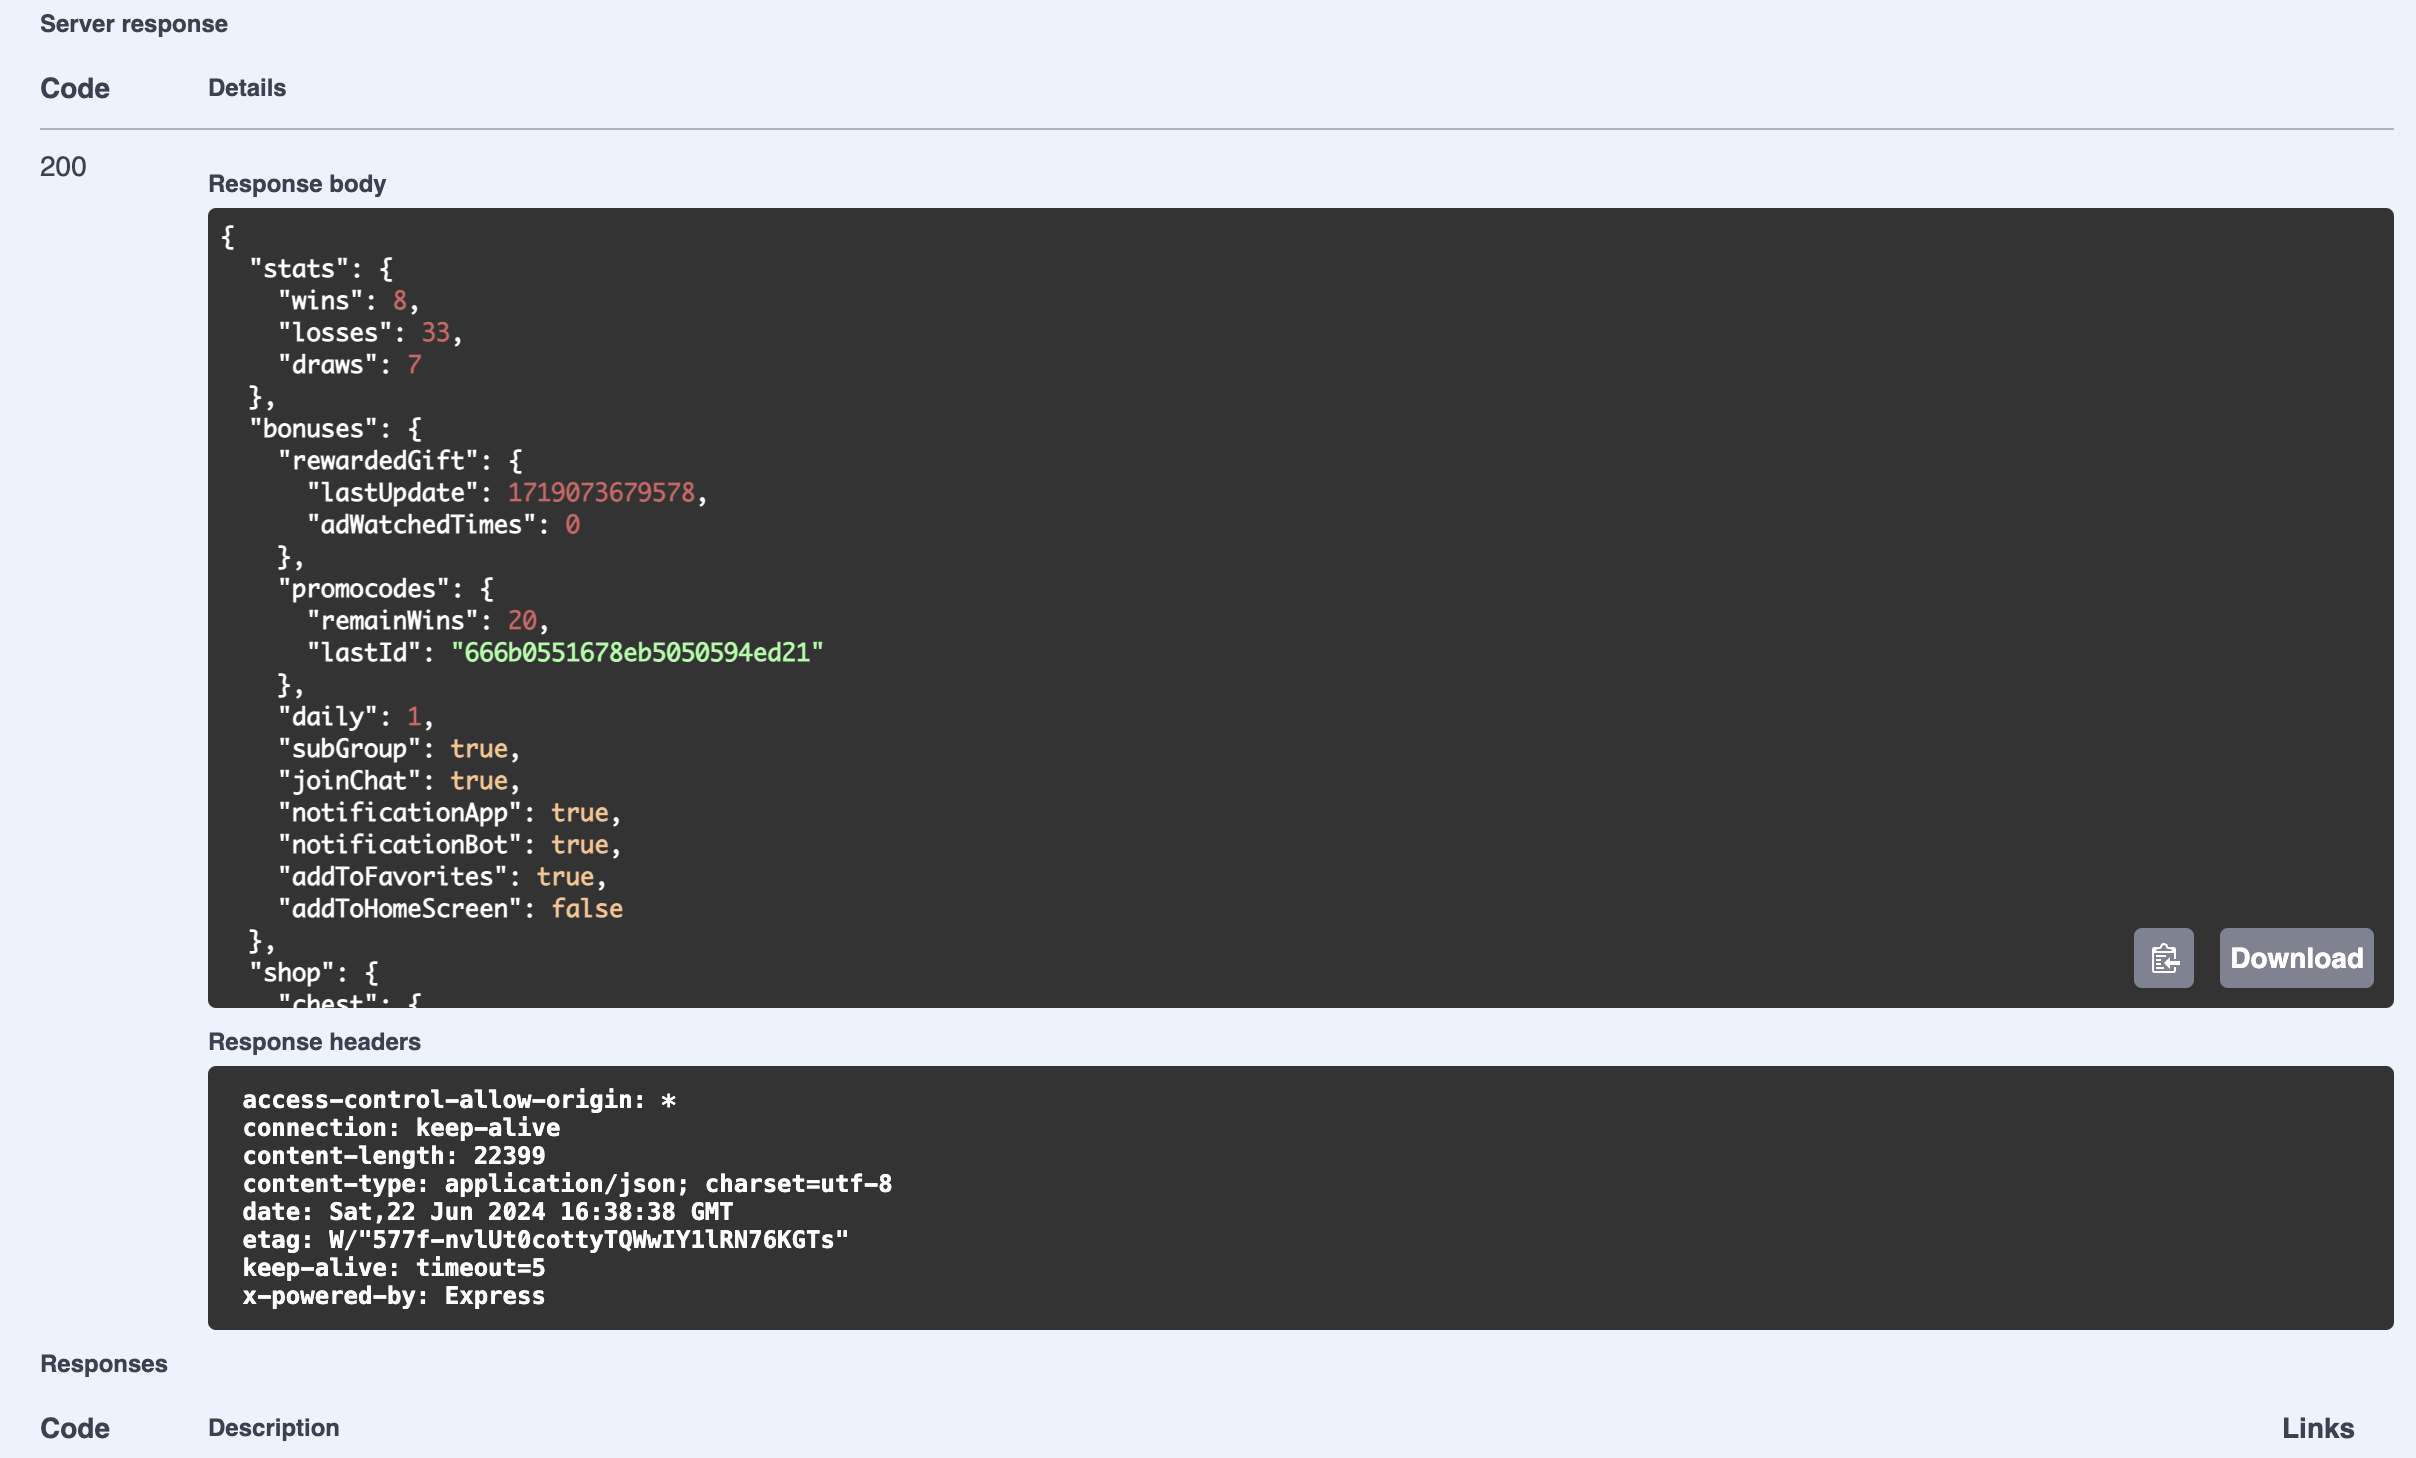 Server response
Code Details
200
Response body
{
  "stats": {
    "wins": 8,
    "losses": 33,
    "draws": 7
  },
  "bonuses": {
    "rewardedGift": {
      "lastUpdate": 1719073679578,
      "adWatchedTimes": 0
    },
    "promocodes": {
      "remainWins": 20,
      "lastId": "666b0551678eb5050594ed21"
    },
    "daily": 1,
    "subGroup": true,
    "joinChat": true,
    "notificationApp": true,
    "notificationBot": true,
    "addToFavorites": true,
    "addToHomeScreen": false
  },
  "shop": {
    "chest": {
Download
Response headers
access-control-allow-origin: *
connection: keep-alive
content-length: 22399
content-type: application/json; charset=utf-8
date: Sat,22 Jun 2024 16:38:38 GMT
etag: W/"577f-nvlUt0cottyTQWwIY1lRN76KGTs"
keep-alive: timeout=5
x-powered-by: Express
Responses
Code Description Links